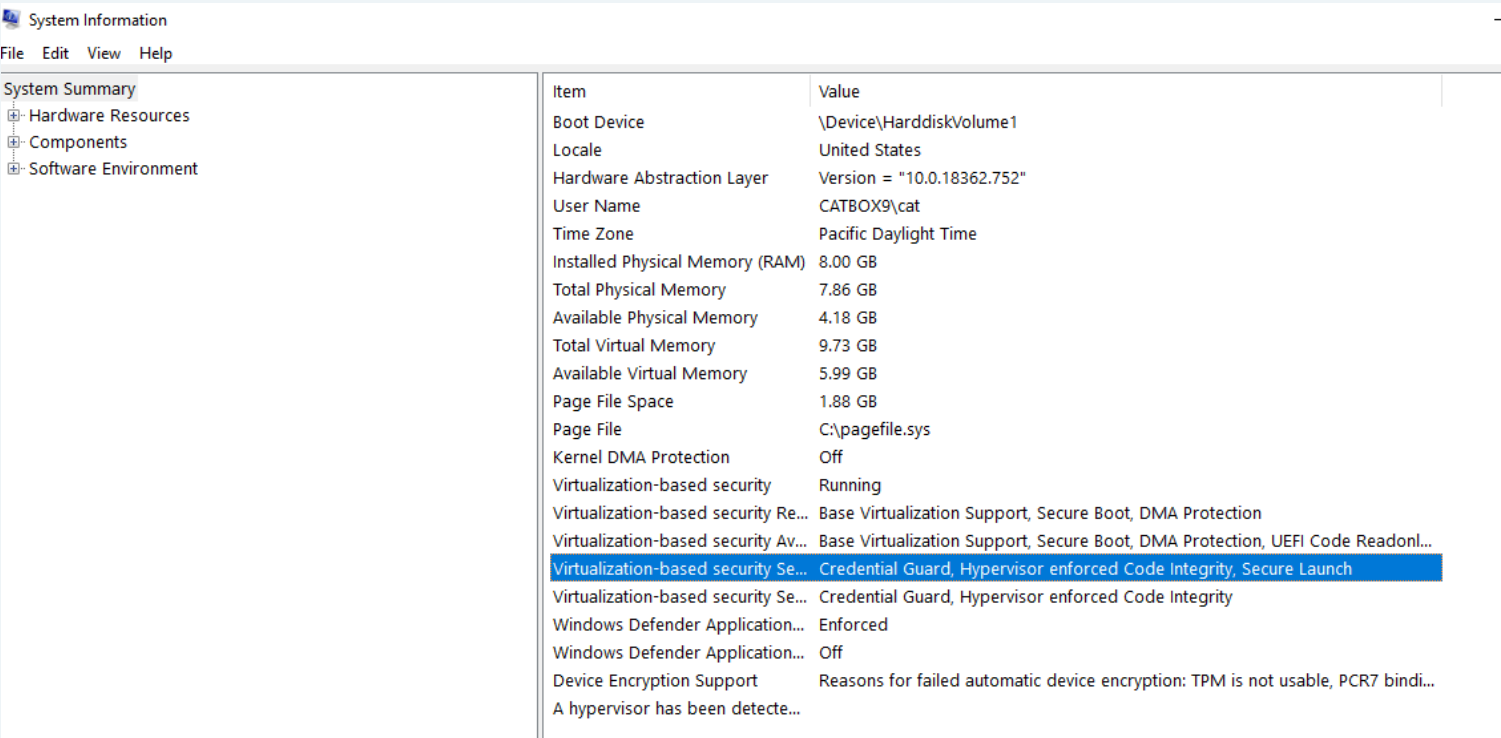 System Information
File Edit View Help
System Summary
Hardware Resources
Components
Software Environment
Item Value
Boot Device \Device\HarddiskVolume1
Locale United States
Hardware Abstraction Layer Version = "10.0.18362.752"
User Name CATBOX9\cat
Time Zone Pacific Daylight Time
Installed Physical Memory (RAM) 8.00 GB
Total Physical Memory 7.86 GB
Available Physical Memory 4.18 GB
Total Virtual Memory 9.73 GB
Available Virtual Memory 5.99 GB
Page File Space 1.88 GB
Page File C:\pagefile.sys
Kernel DMA Protection Off
Virtualization-based security Running
Virtualization-based security Re... Base Virtualization Support, Secure Boot, DMA Protection
Virtualization-based security Av... Base Virtualization Support, Secure Boot, DMA Protection, UEFI Code Readonl...
Virtualization-based security Se... Credential Guard, Hypervisor enforced Code Integrity, Secure Launch
Virtualization-based security Se... Credential Guard, Hypervisor enforced Code Integrity
Windows Defender Application... Enforced
Windows Defender Application... Off
Device Encryption Support Reasons for failed automatic device encryption: TPM is not usable, PCR7 bindi...
A hypervisor has been detecte...